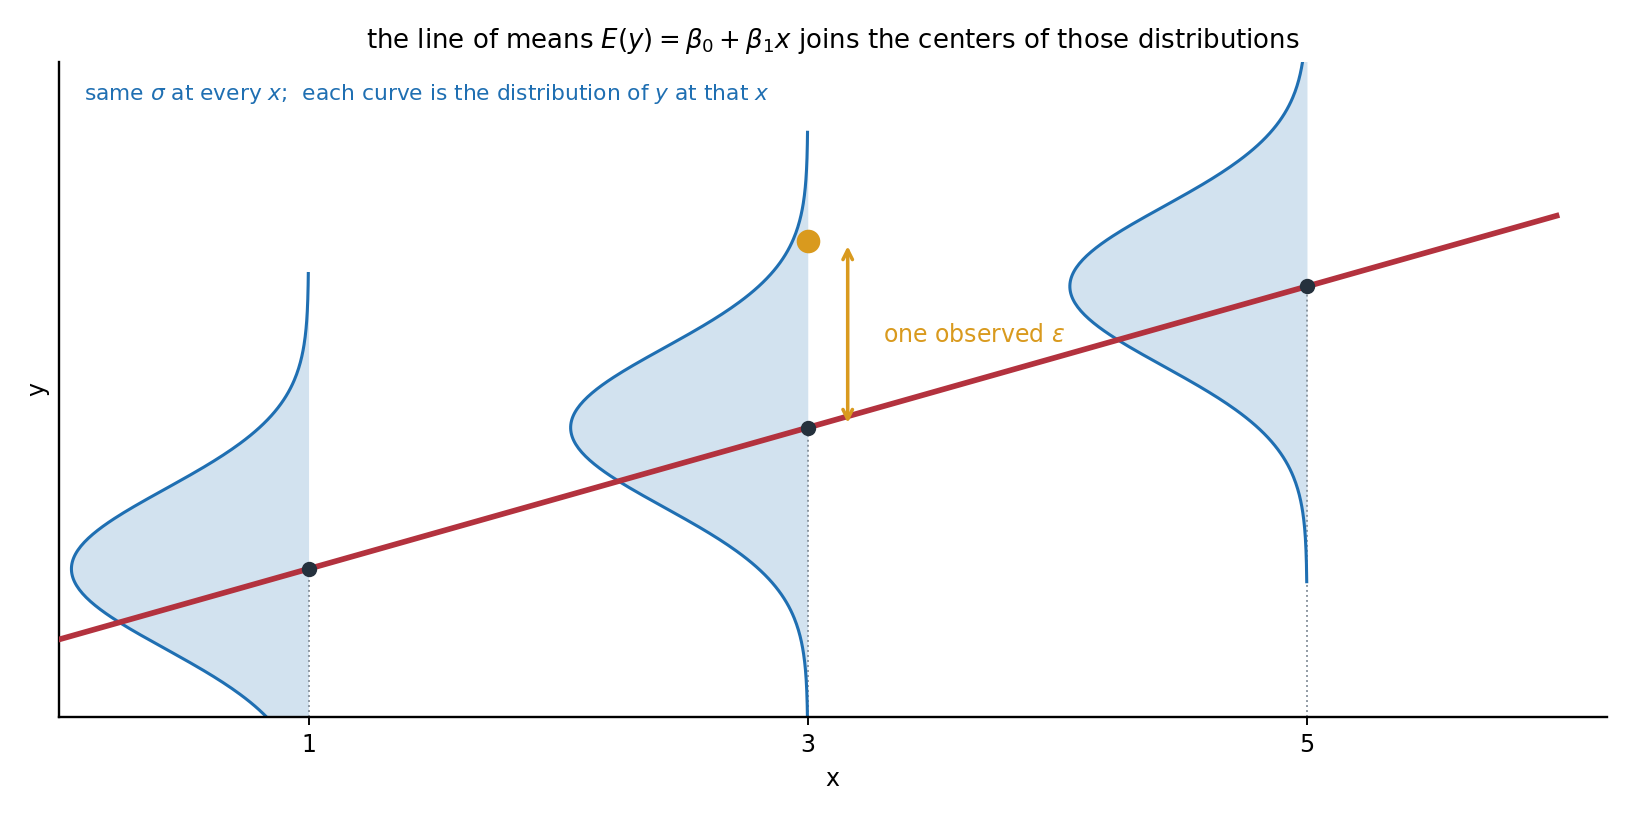 the line of means E(y) = β₀ + β₁x joins the centers of those distributions
same σ at every x;  each curve is the distribution of y at that x
one observed ε
y
1 3 5
x